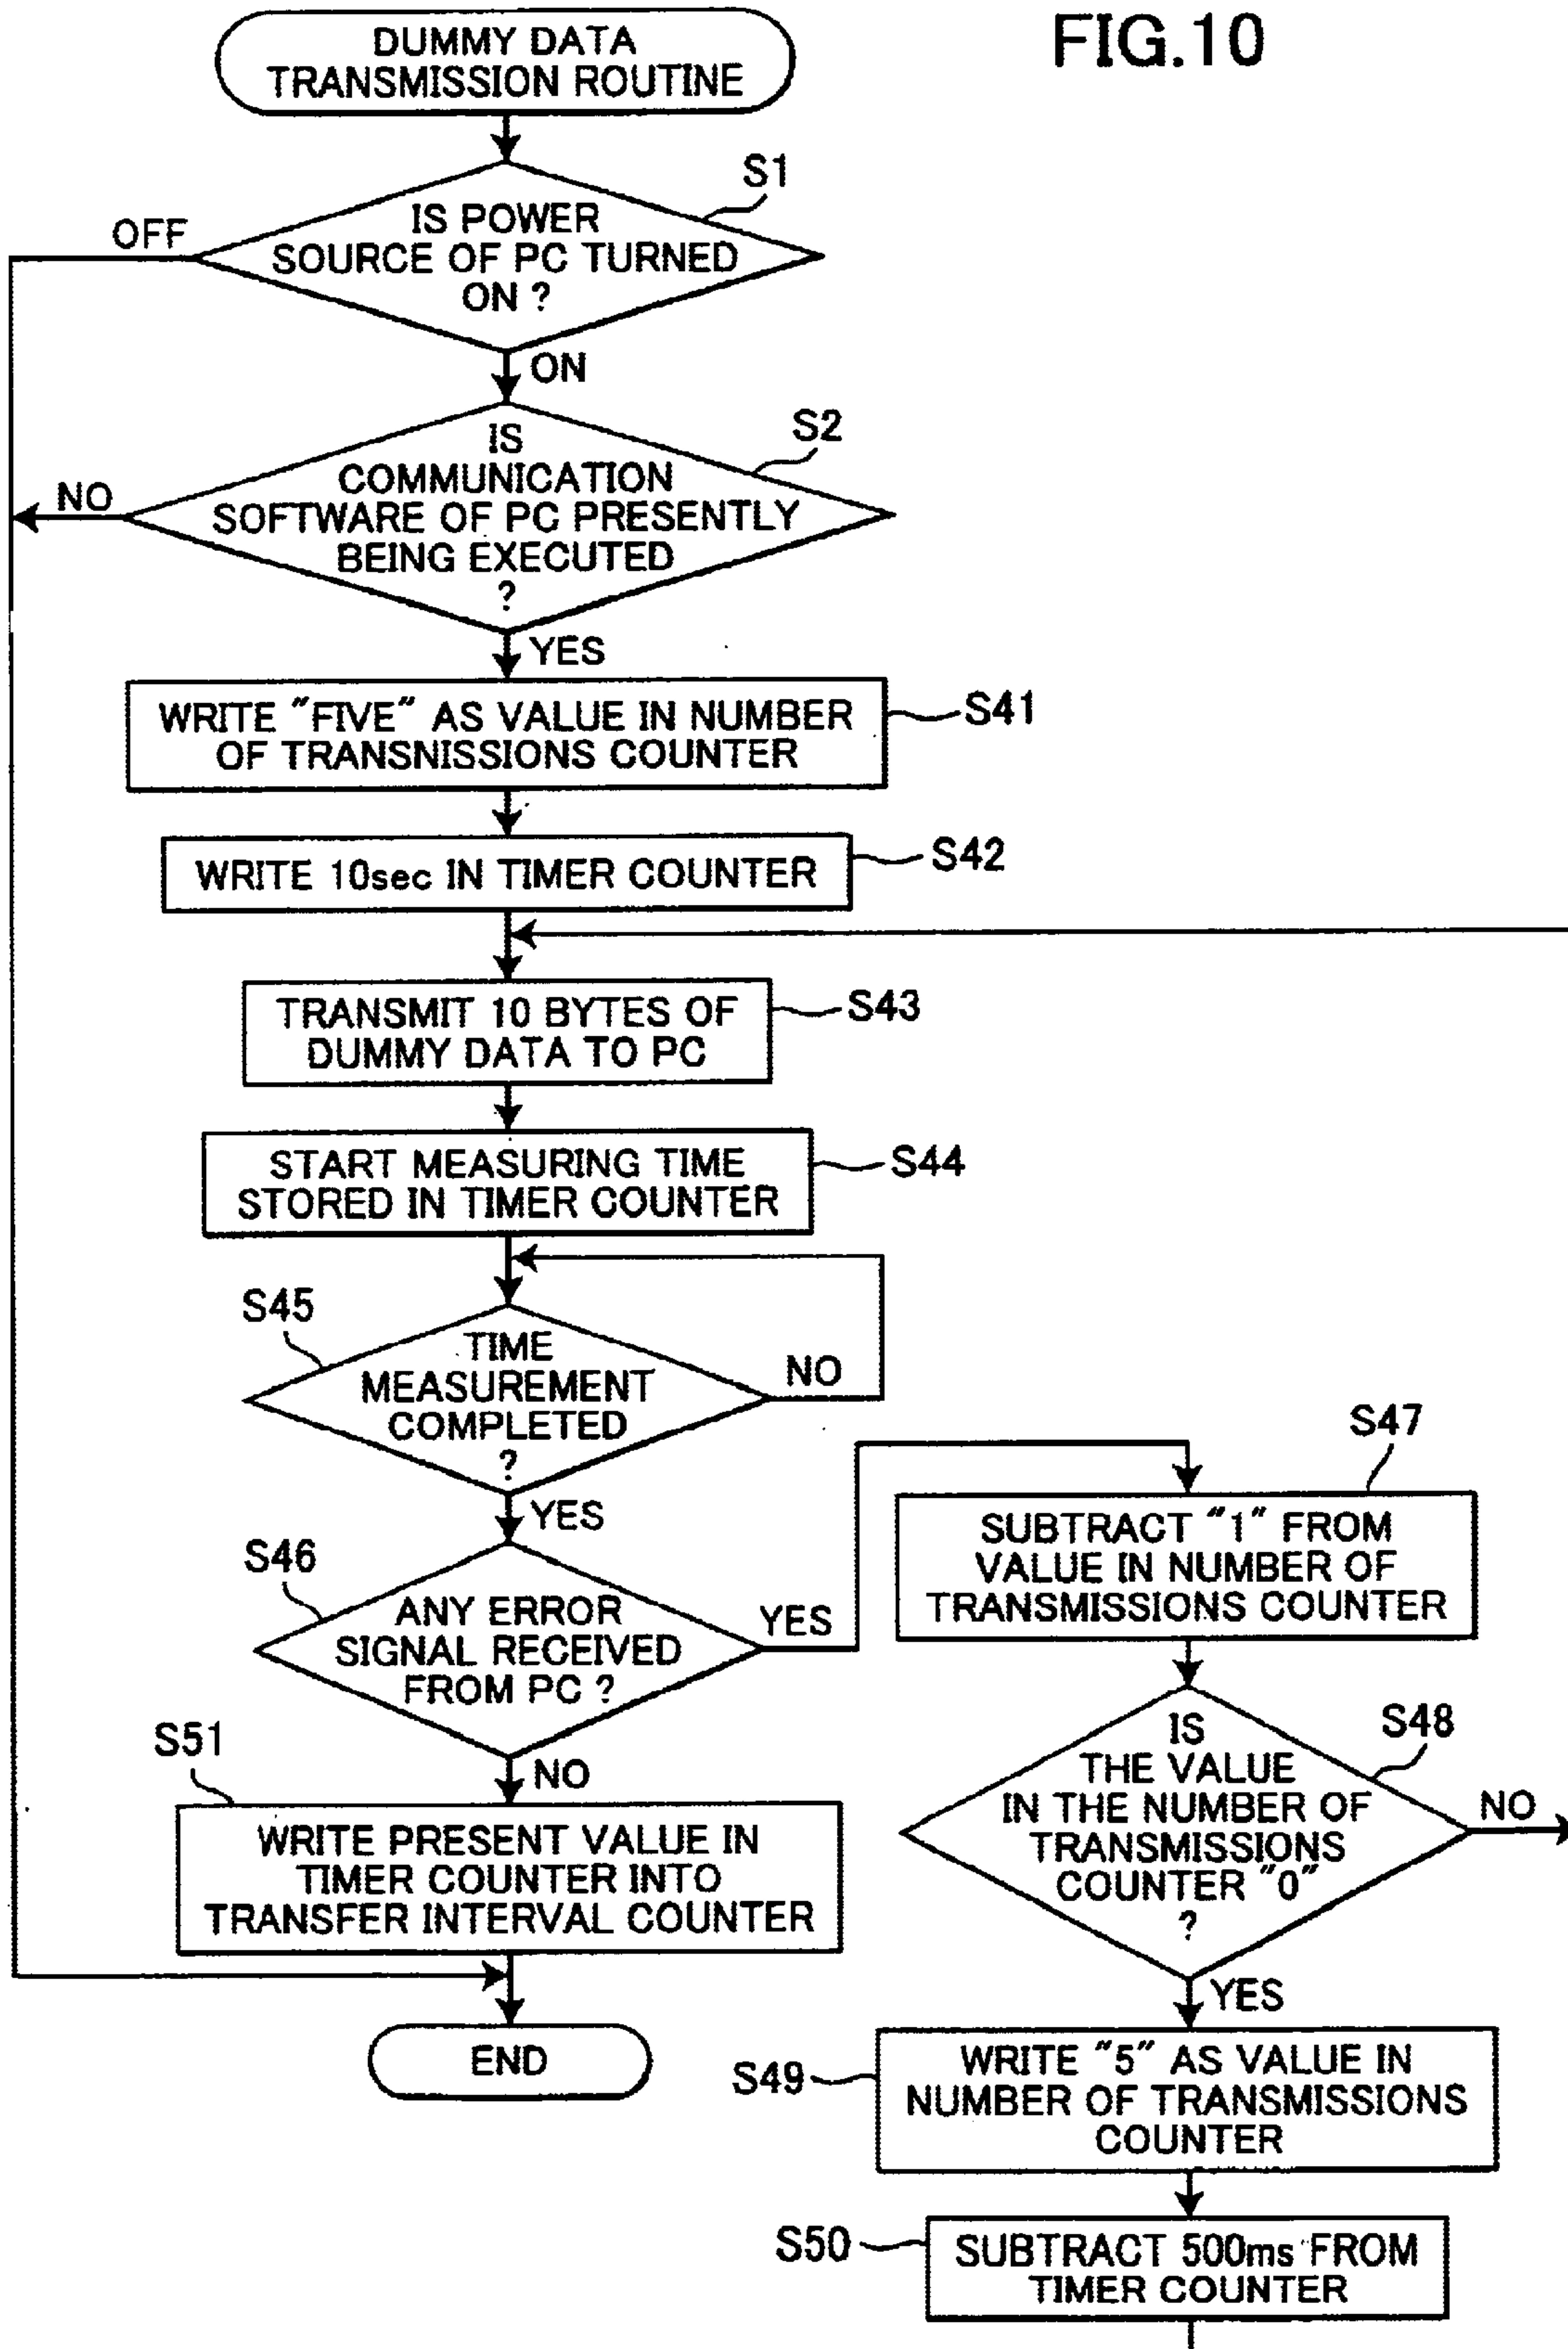 FIG.10
DUMMY DATA
TRANSMISSION ROUTINE
S1
IS POWER
SOURCE OF PC TURNED
ON ?
OFF
ON
S2
IS
COMMUNICATION
SOFTWARE OF PC PRESENTLY
BEING EXECUTED
?
NO
YES
WRITE "FIVE" AS VALUE IN NUMBER
OF TRANSNISSIONS COUNTER
S41
WRITE 10sec IN TIMER COUNTER
S42
TRANSMIT 10 BYTES OF
DUMMY DATA TO PC
S43
START MEASURING TIME
STORED IN TIMER COUNTER
S44
S45
TIME
MEASUREMENT
COMPLETED
?
NO
YES
S46
ANY ERROR
SIGNAL RECEIVED
FROM PC ?
YES
NO
S47
SUBTRACT "1" FROM
VALUE IN NUMBER OF
TRANSMISSIONS COUNTER
S48
IS
THE VALUE
IN THE NUMBER OF
TRANSMISSIONS
COUNTER "0"
?
NO
YES
S51
WRITE PRESENT VALUE IN
TIMER COUNTER INTO
TRANSFER INTERVAL COUNTER
END
S49
WRITE "5" AS VALUE IN
NUMBER OF TRANSMISSIONS
COUNTER
S50
SUBTRACT 500ms FROM
TIMER COUNTER